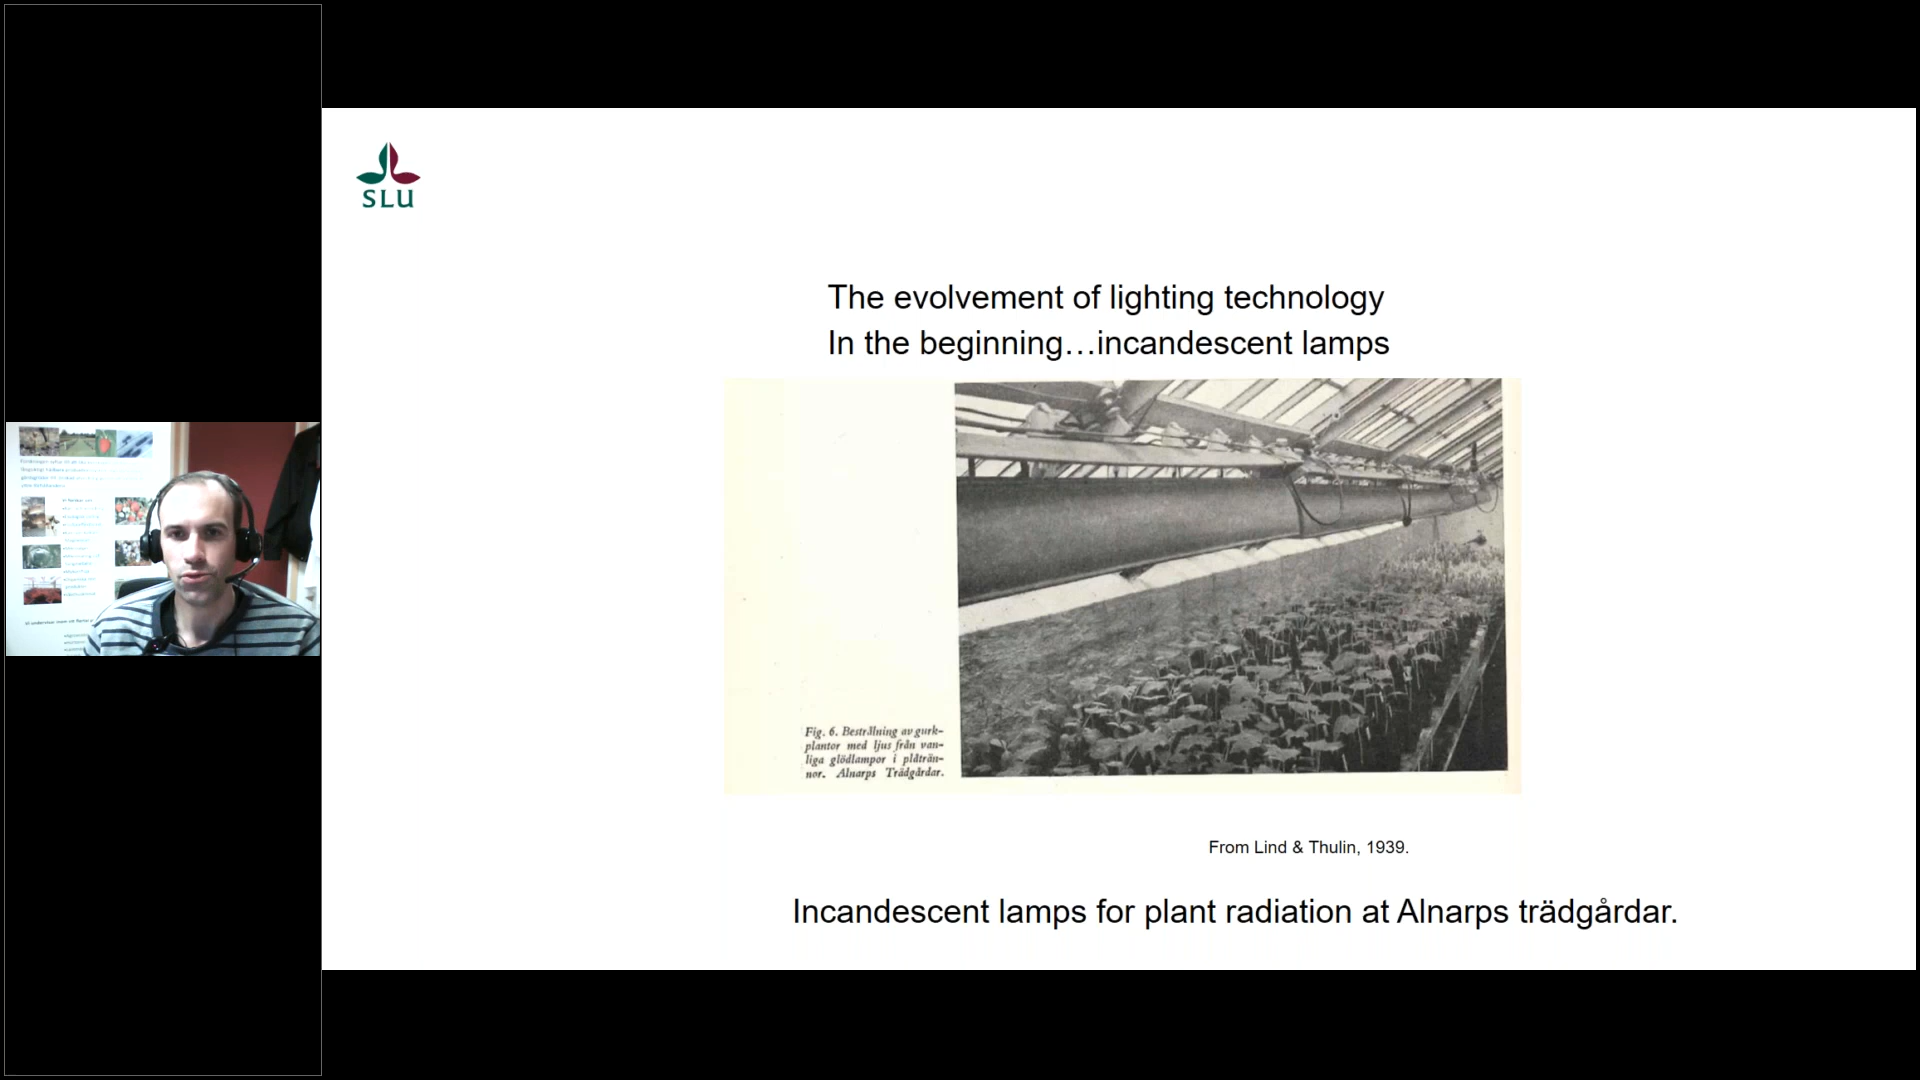 SLU
The evolvement of lighting technology
In the beginning…incandescent lamps
Fig. 6. Bestrålning av gurk-
plantor med ljus från van-
liga glödlampor i plåträn-
nor. Alnarps Trädgårdar.
From Lind & Thulin, 1939.
Incandescent lamps for plant radiation at Alnarps trädgårdar.